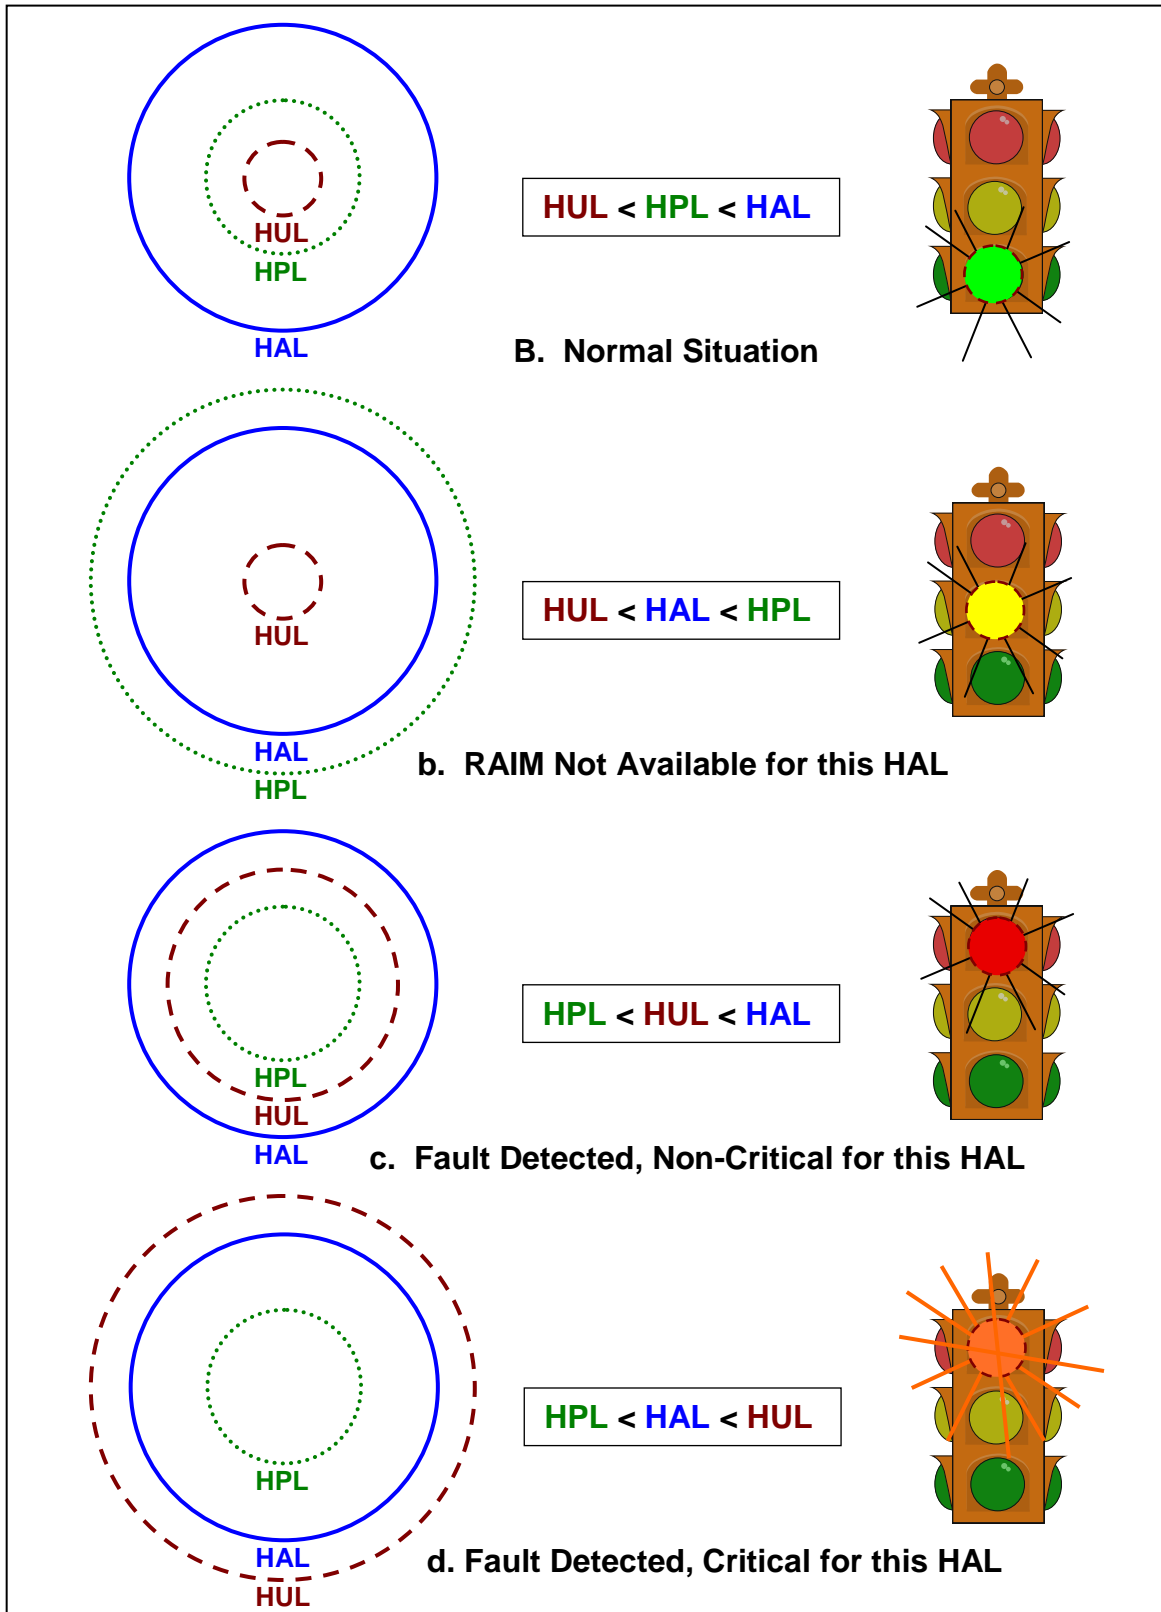 HUL
HPL
HAL
HUL < HPL < HAL
B.  Normal Situation
HUL
HAL
HPL
HUL < HAL < HPL
b.  RAIM Not Available for this HAL
HPL
HUL
HAL
HPL < HUL < HAL
c.  Fault Detected, Non-Critical for this HAL
HPL
HAL
HUL
HPL < HAL < HUL
d. Fault Detected, Critical for this HAL